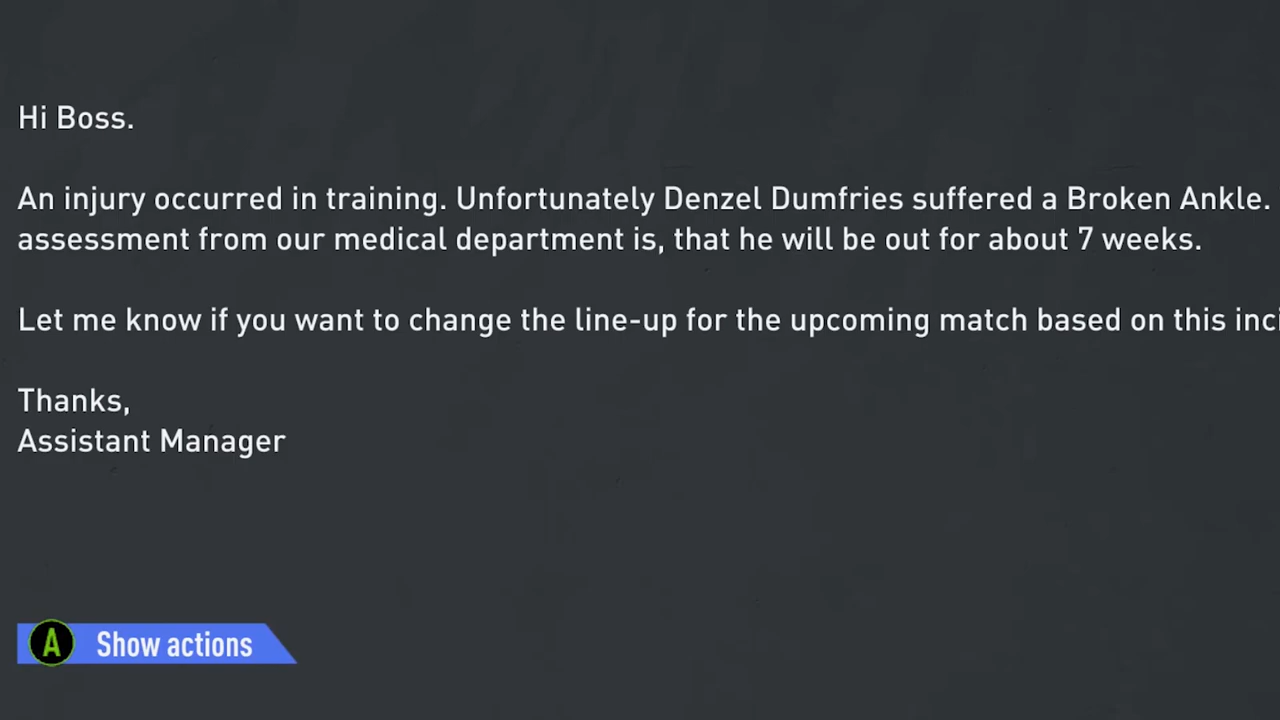 Hi Boss.
An injury occurred in training. Unfortunately Denzel Dumfries suffered a Broken Ankle.
assessment from our medical department is, that he will be out for about 7 weeks.
Let me know if you want to change the line-up for the upcoming match based on this
Thanks,
Assistant Manager
A Show actions